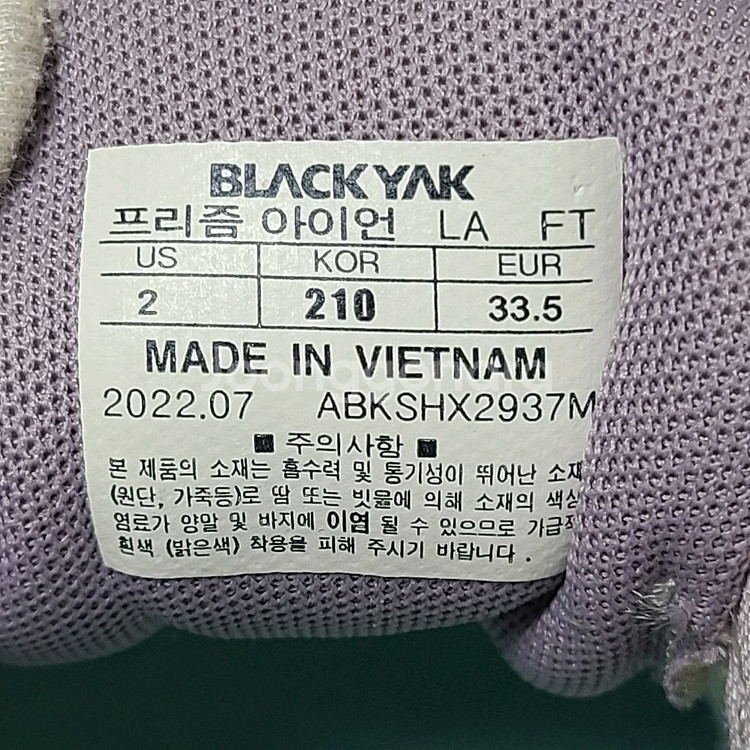 BLACKYAK
프리즘 아이언 LA FT
US KOR EUR
2 210 33.5
MADE IN VIETNAM
2022.07 ABKSHX2937M
■ 주의사항 ■
본 제품의 소재는 흡수력 및 통기성이 뛰어난 소재
(원단, 가죽등)로 땀 또는 빗물에 의해 소재의 색상
염료가 양말 및 바지에 이염 될 수 있으므로 가급적
흰색 (밝은색) 착용을 피해 주시기 바랍니다.